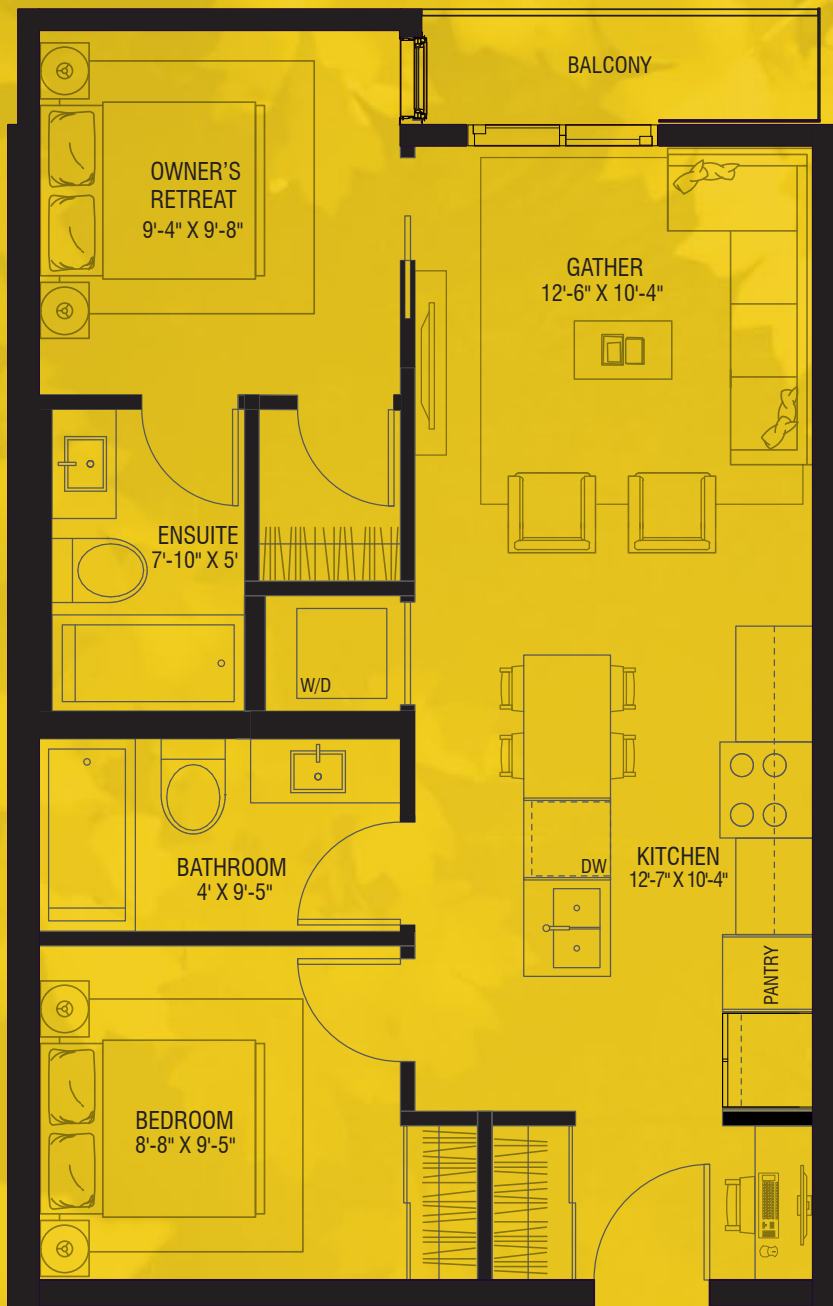 BALCONY
OWNER'S
RETREAT
9'-4" X 9'-8"
GATHER
12'-6" X 10'-4"
ENSUITE
7'-10" X 5'
W/D
BATHROOM
4' X 9'-5"
DW
KITCHEN
12'-7" X 10'-4"
PANTRY
BEDROOM
8'-8" X 9'-5"